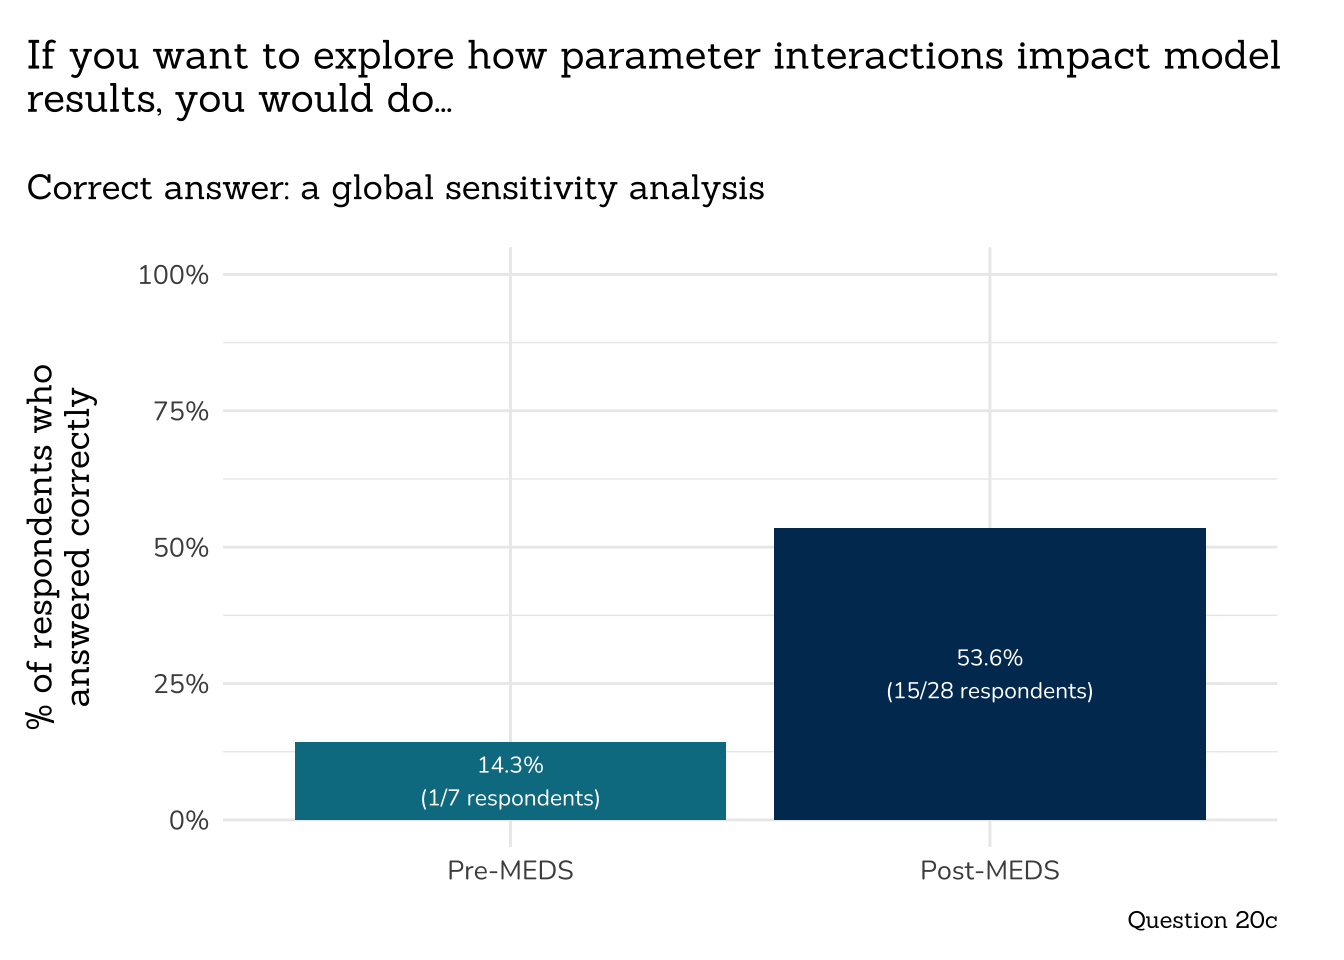 If you want to explore how parameter interactions impact model
results, you would do...
Correct answer: a global sensitivity analysis
% of respondents who
answered correctly
100%
75%
50%
25%
0%
14.3%
(1/7 respondents)
53.6%
(15/28 respondents)
Pre-MEDS
Post-MEDS
Question 20c